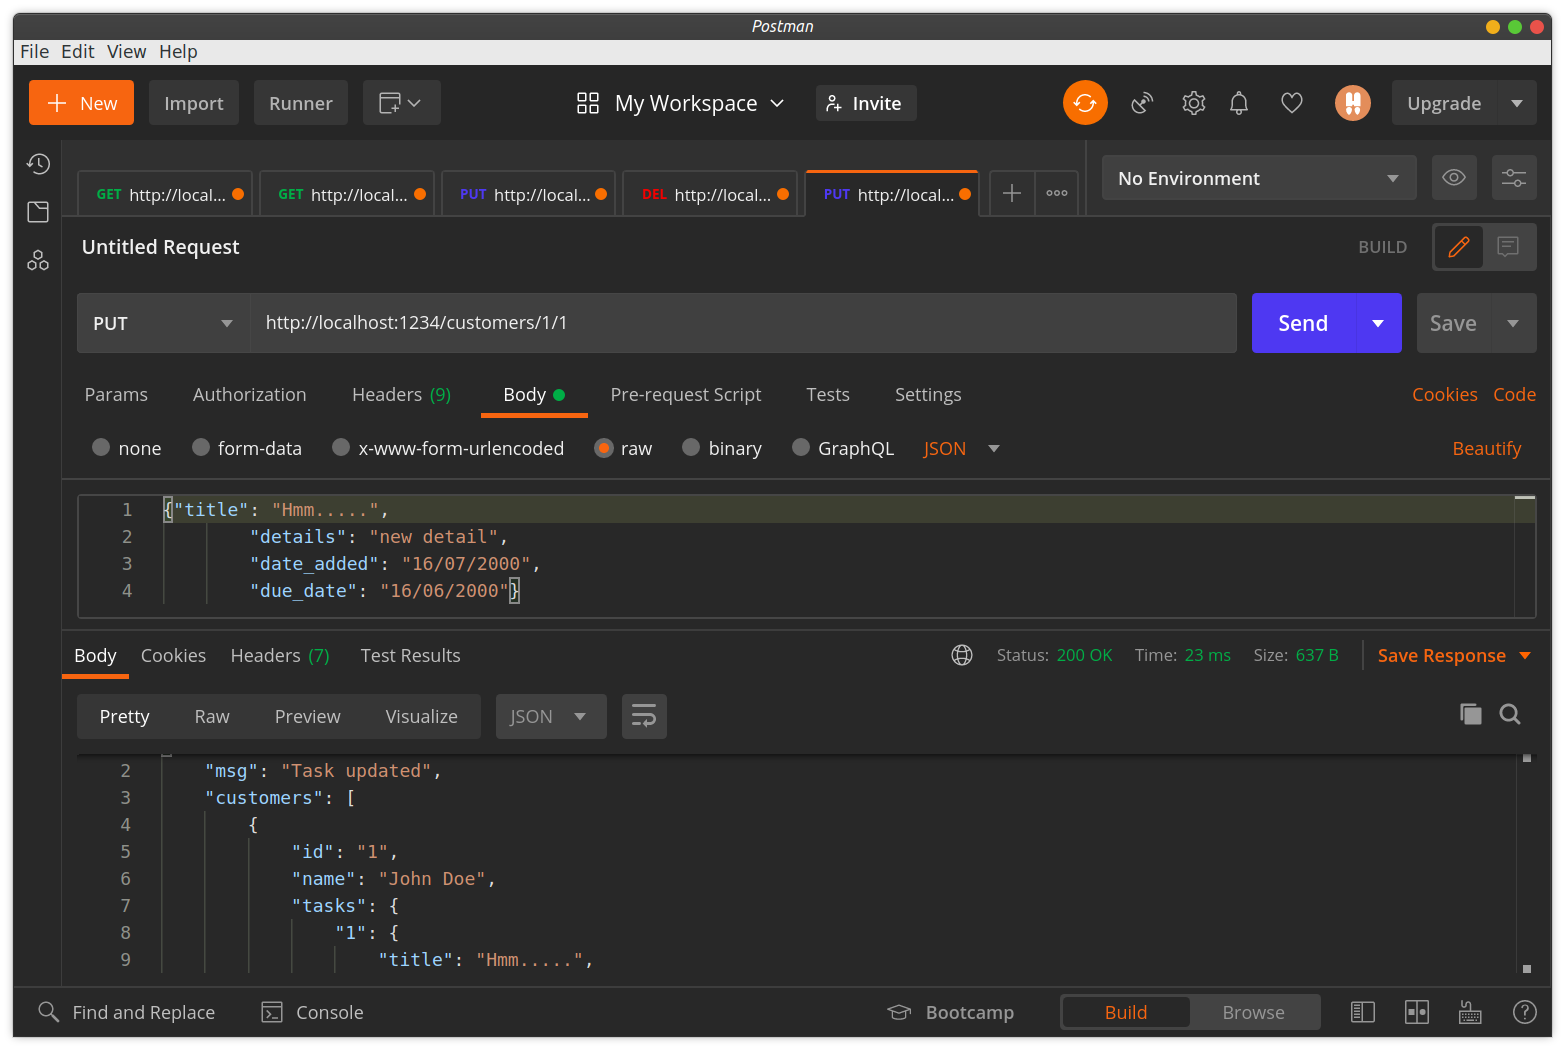 Postman
File Edit View Help
New Import Runner My Workspace Invite Upgrade
GET http://local... GET http://local... PUT http://local... DEL http://local... PUT http://local... No Environment
Untitled Request BUILD
PUT http://localhost:1234/customers/1/1 Send Save
Params Authorization Headers (9) Body Pre-request Script Tests Settings Cookies Code
none form-data x-www-form-urlencoded raw binary GraphQL JSON Beautify
1 {"title": "Hmm.....",
2 "details": "new detail",
3 "date_added": "16/07/2000",
4 "due_date": "16/06/2000"}
Body Cookies Headers (7) Test Results Status: 200 OK Time: 23 ms Size: 637 B Save Response
Pretty Raw Preview Visualize JSON
2 "msg": "Task updated",
3 "customers": [
4 {
5 "id": "1",
6 "name": "John Doe",
7 "tasks": {
8 "1": {
9 "title": "Hmm.....",
Find and Replace Console Bootcamp Build Browse